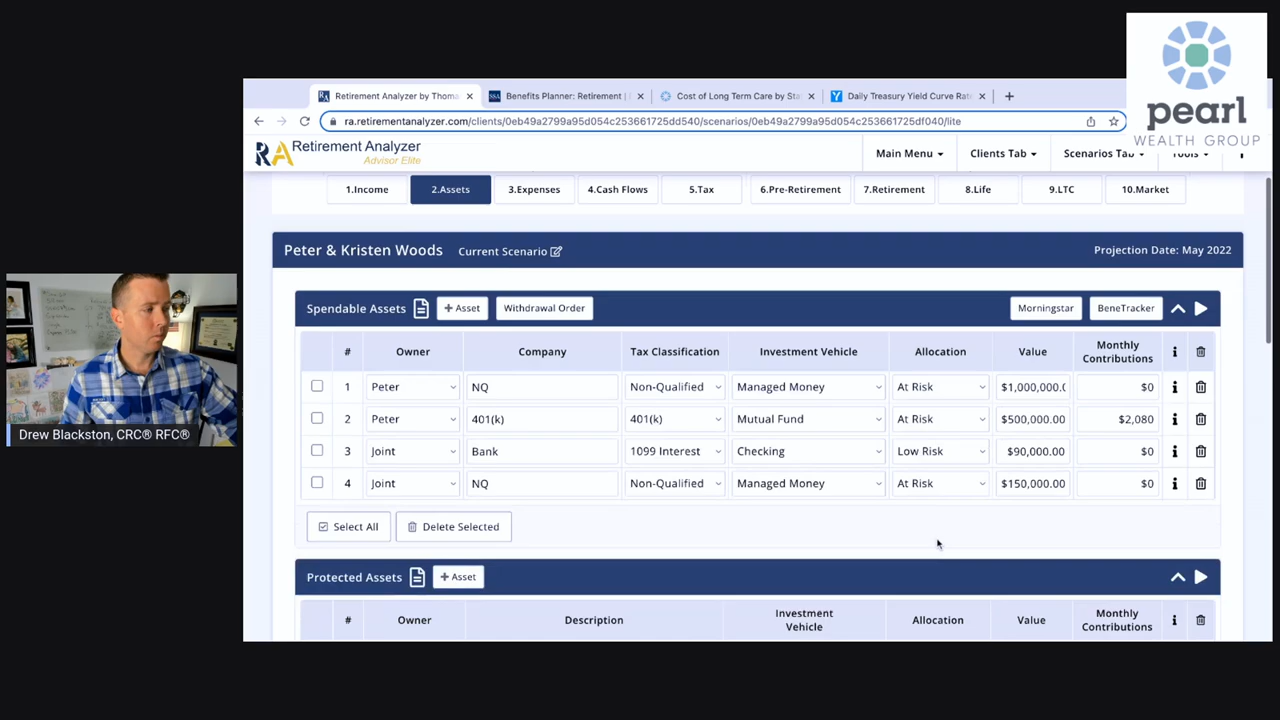 pearl
WEALTH GROUP
Retirement Analyzer by Thoma
Benefits Planner: Retirement |
Cost of Long Term Care by Sta
Daily Treasury Yield Curve Rat
ra.retirementanalyzer.com/clients/0eb49a2799a95d054c253661725dd540/scenarios/0eb49a2799a95d054c253661725df040/lite
RA Retirement Analyzer
Advisor Elite
Main Menu
Clients Tab
Scenarios Tab
Tools
1.Income 2.Assets 3.Expenses 4.Cash Flows 5.Tax 6.Pre-Retirement 7.Retirement 8.Life 9.LTC 10.Market
Peter & Kristen Woods Current Scenario Projection Date: May 2022
Spendable Assets + Asset Withdrawal Order Morningstar BeneTracker
# Owner Company Tax Classification Investment Vehicle Allocation Value Monthly Contributions
1 Peter NQ Non-Qualified Managed Money At Risk $1,000,000.( $0
2 Peter 401(k) 401(k) Mutual Fund At Risk $500,000.00 $2,080
3 Joint Bank 1099 Interest Checking Low Risk $90,000.00 $0
4 Joint NQ Non-Qualified Managed Money At Risk $150,000.00 $0
Select All Delete Selected
Protected Assets + Asset
# Owner Description Investment Vehicle Allocation Value Monthly Contributions
Drew Blackston, CRC® RFC®